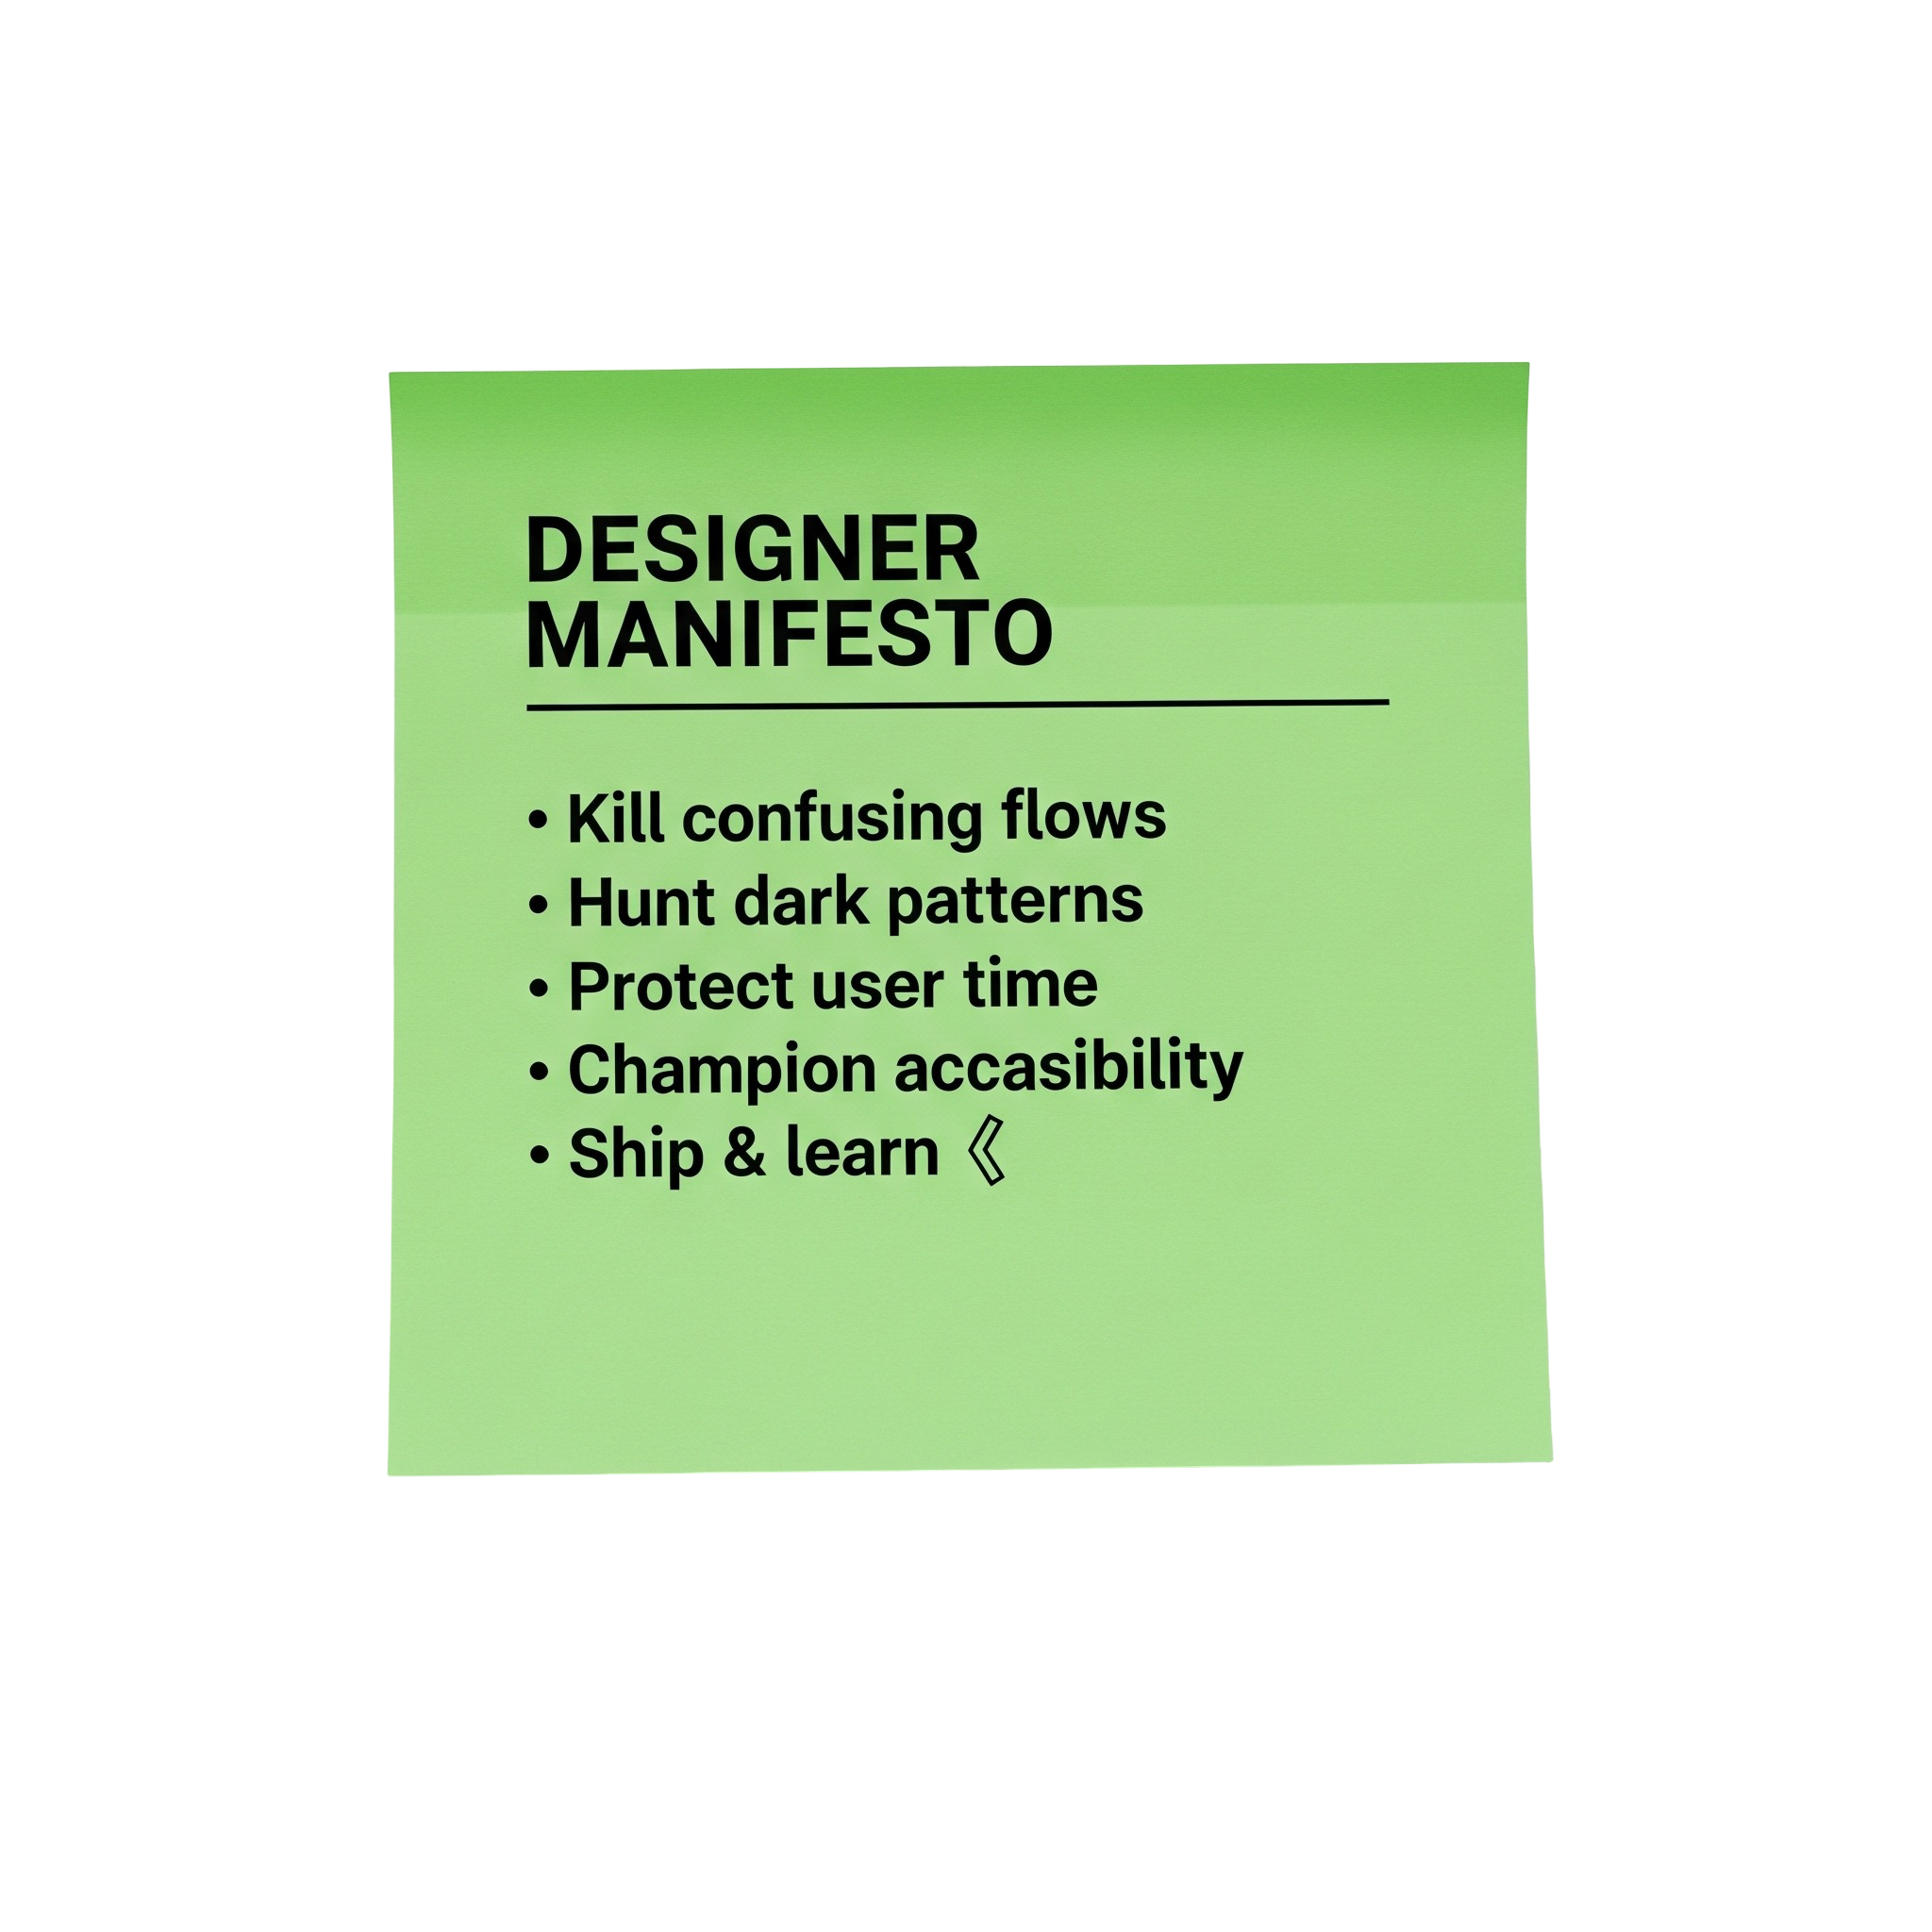 DESIGNER
MANIFESTO
• Kill confusing flows
• Hunt dark patterns
• Protect user time
• Champion accasibility
• Ship & learn 《